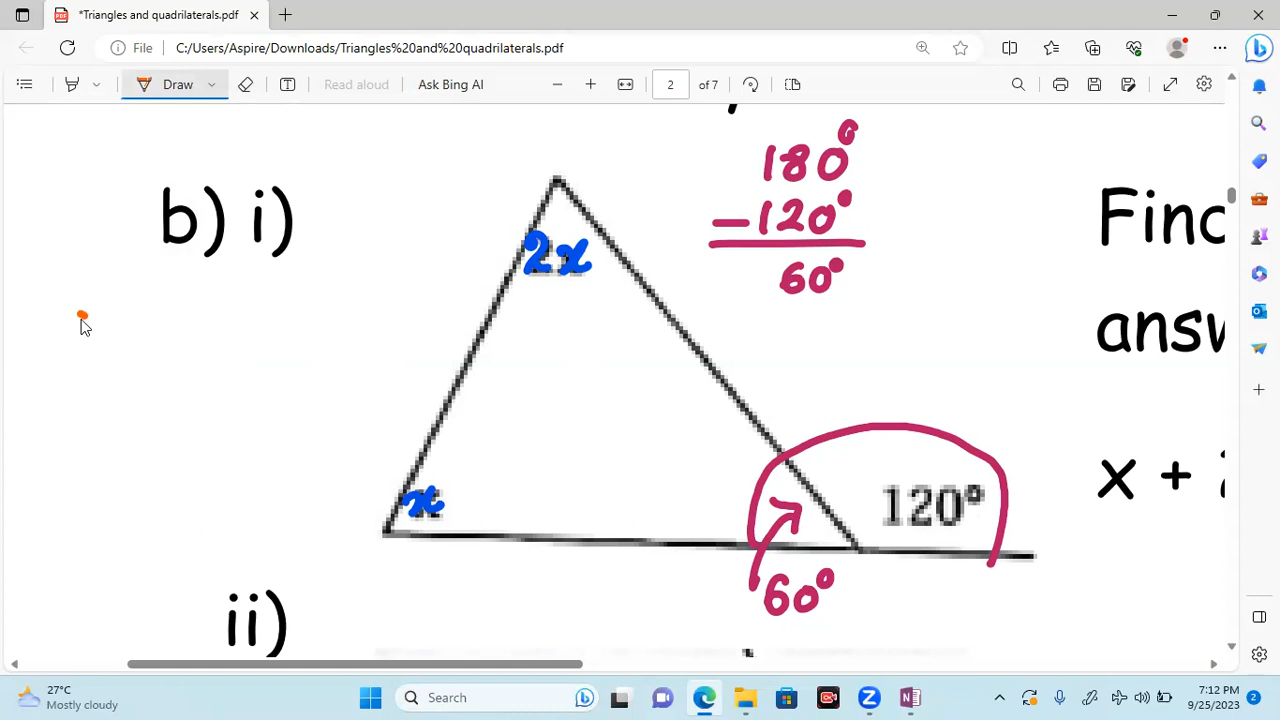 *Triangles and quadrilaterals.pdf
File C:/Users/Aspire/Downloads/Triangles%20and%20quadrilaterals.pdf
Draw Read aloud Ask Bing AI 2 of 7
180°
b) i) −120° Find
2x 60°
answ
x 120° x +
60°
ii)
27°C
Mostly cloudy
Search
7:12 PM
9/25/2023
2